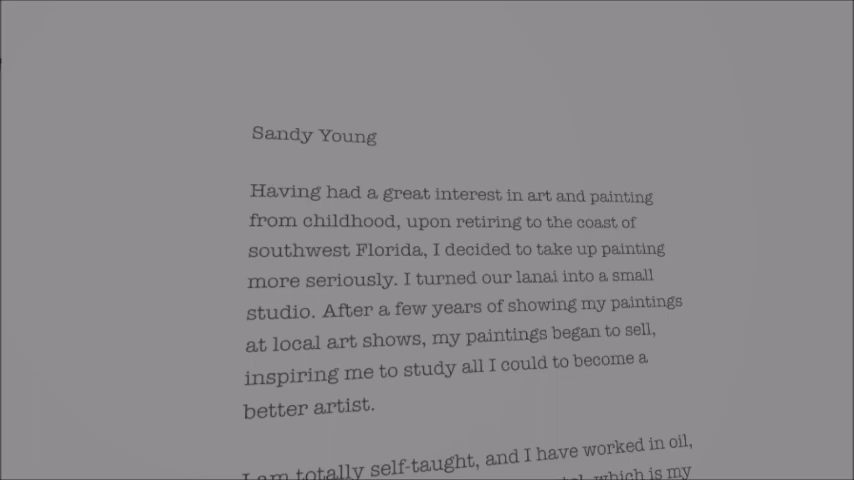 Sandy Young
Having had a great interest in art and painting
from childhood, upon retiring to the coast of
southwest Florida, I decided to take up painting
more seriously. I turned our lanai into a small
studio. After a few years of showing my paintings
at local art shows, my paintings began to sell,
inspiring me to study all I could to become a
better artist.
I am totally self-taught, and I have worked in oil,
which is my